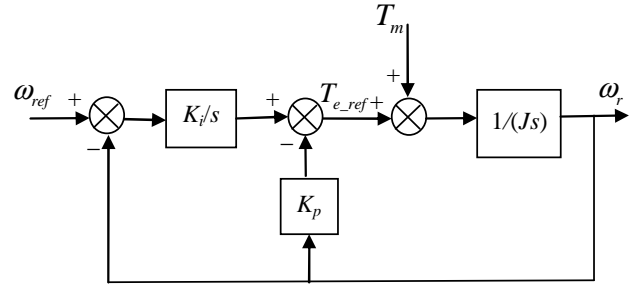 T_m
ω_ref + K_i/s + T_e_ref + + 1/(Js) ω_r
− −
K_p